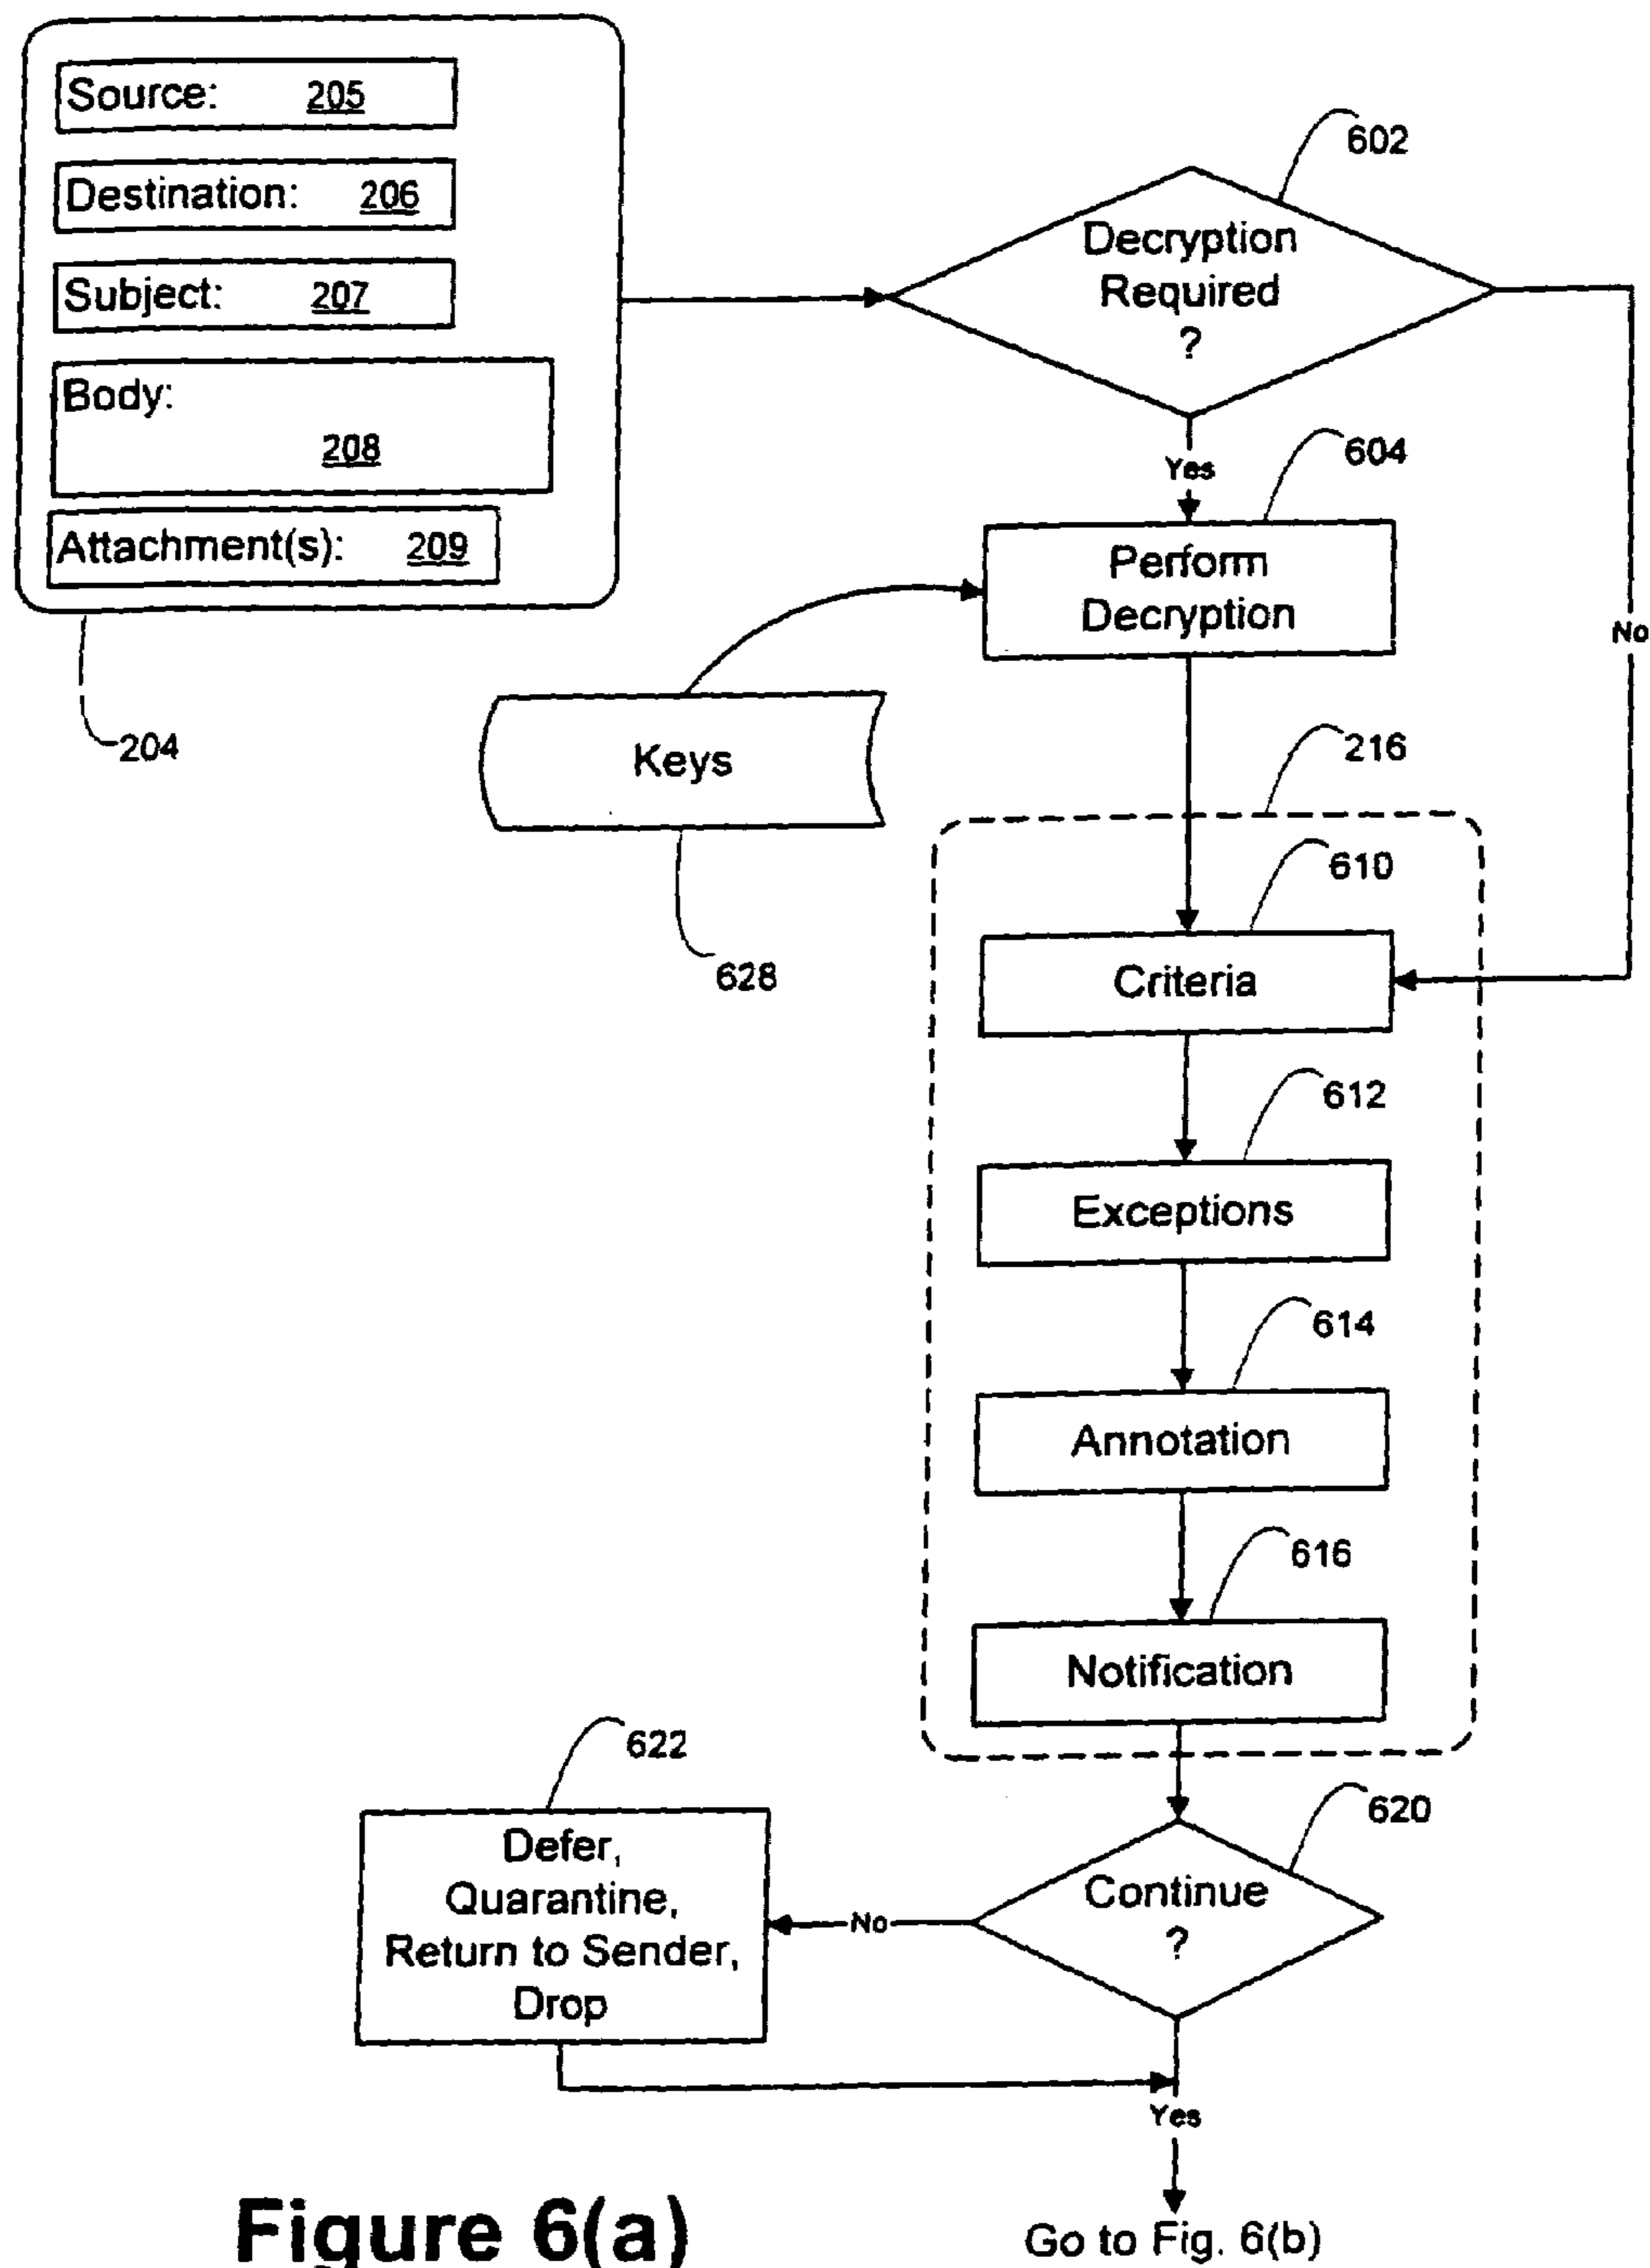 Source: 205
Destination: 206
Subject: 207
Body:
208
Attachment(s): 209
204
602
Decryption
Required
?
Yes
No
604
Perform
Decryption
Keys
628
216
610
Criteria
612
Exceptions
614
Annotation
616
Notification
620
Continue
?
No
622
Defer,
Quarantine,
Return to Sender,
Drop
Yes
Go to Fig. 6(b)
Figure 6(a)